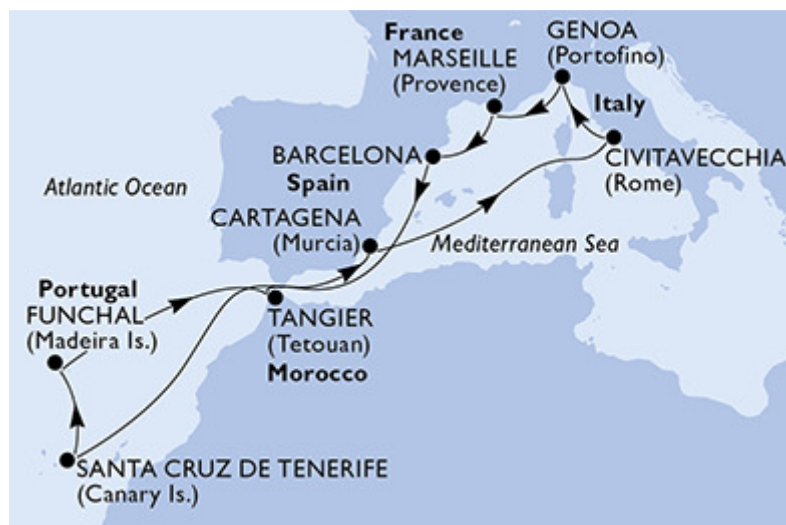 France
MARSEILLE
(Provence)
GENOA
(Portofino)
Italy
CIVITAVECCHIA
(Rome)
BARCELONA
Spain
Atlantic Ocean
CARTAGENA
(Murcia)
Mediterranean Sea
Portugal
FUNCHAL
(Madeira Is.)
TANGIER
(Tetouan)
Morocco
SANTA CRUZ DE TENERIFE
(Canary Is.)